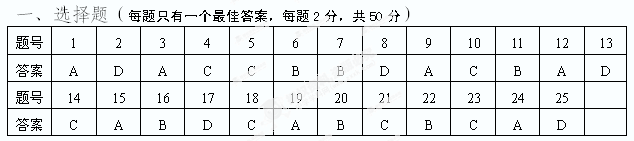 一、选择题（每题只有一个最佳答案，每题2分，共50分）
题号 1 2 3 4 5 6 7 8 9 10 11 12 13
答案 A D A C C B B D A C B A D
题号 14 15 16 17 18 19 20 21 22 23 24 25
答案 C A B D C A B C B C A D